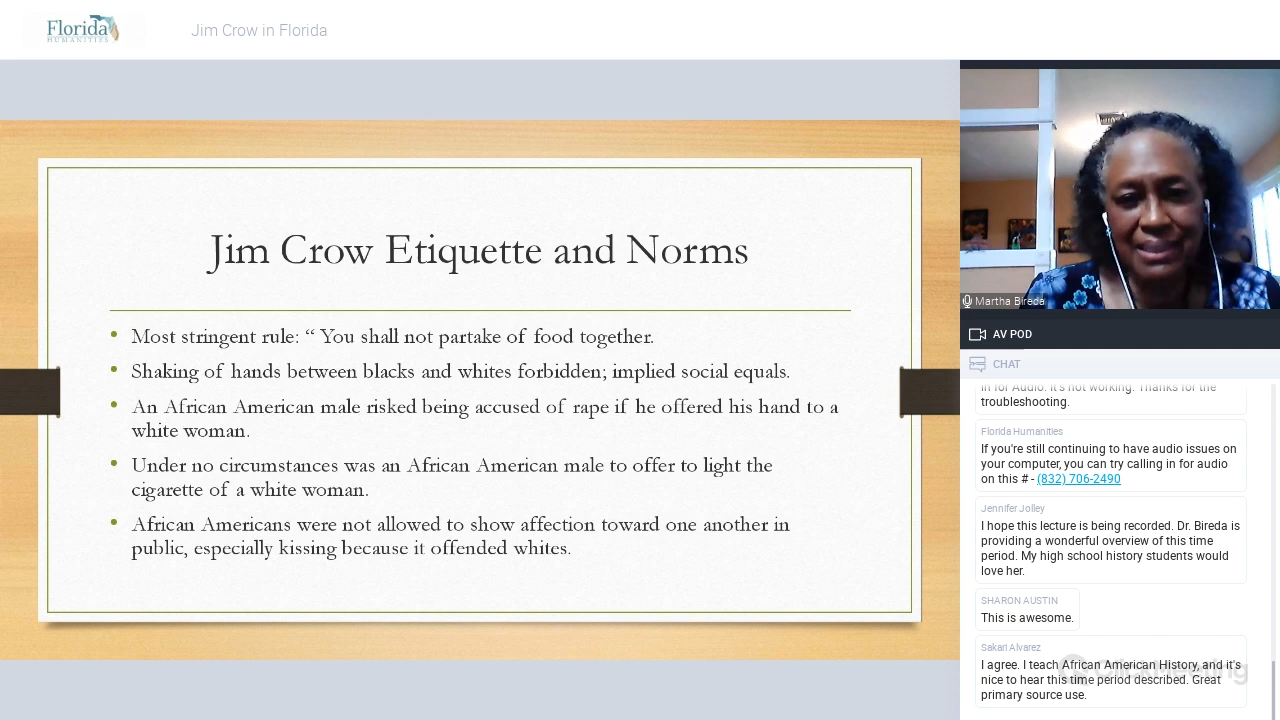 Florida
HUMANITIES
Jim Crow in Florida
Jim Crow Etiquette and Norms
• Most stringent rule: “ You shall not partake of food together.
• Shaking of hands between blacks and whites forbidden; implied social equals.
• An African American male risked being accused of rape if he offered his hand to a
white woman.
• Under no circumstances was an African American male to offer to light the
cigarette of a white woman.
• African Americans were not allowed to show affection toward one another in
public, especially kissing because it offended whites.
Martha Bireda
AV POD
CHAT
in for Audio. It's not working. Thanks for the
troubleshooting.
Florida Humanities
If you're still continuing to have audio issues on
your computer, you can try calling in for audio
on this # - (832) 706-2490
Jennifer Jolley
I hope this lecture is being recorded. Dr. Bireda is
providing a wonderful overview of this time
period. My high school history students would
love her.
SHARON AUSTIN
This is awesome.
Sakari Alvarez
I agree. I teach African American History, and it's
nice to hear this time period described. Great
primary source use.
ClickMeeting